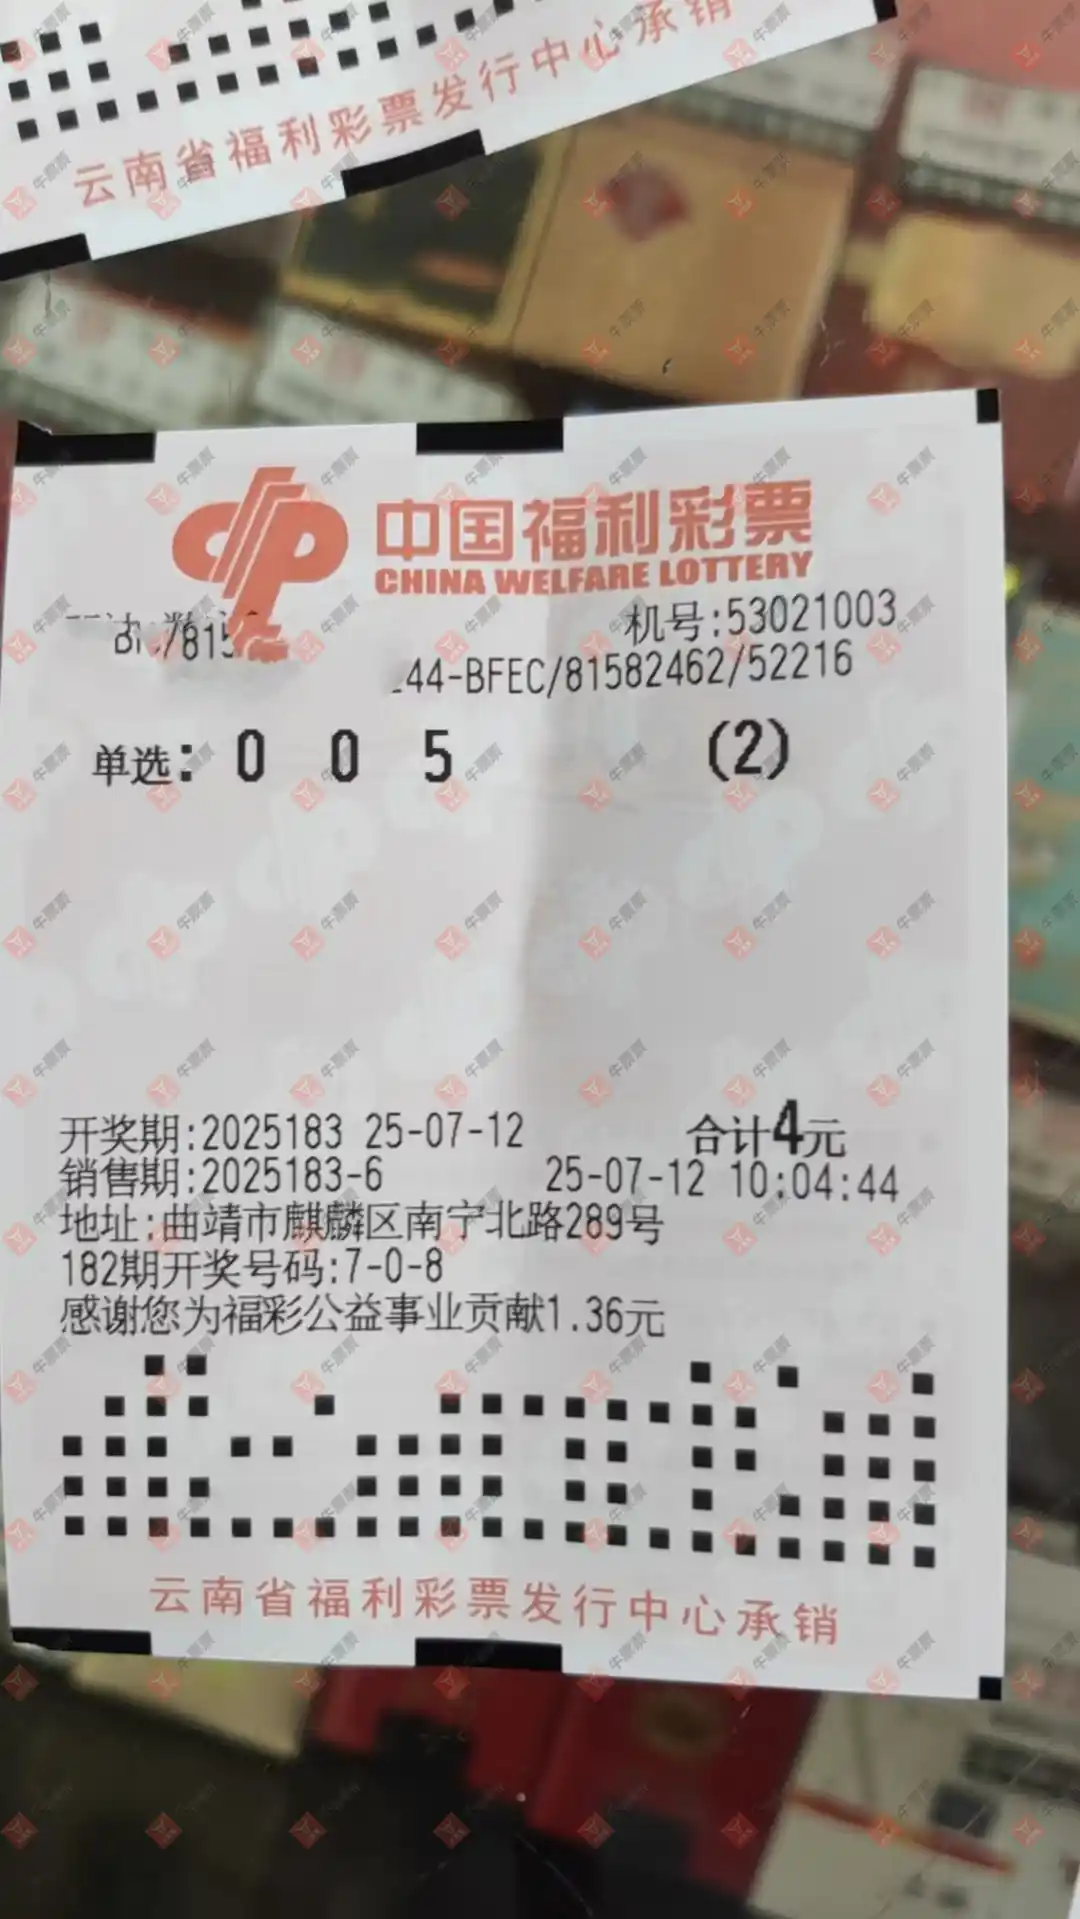 云南省福利彩票发行中心承销
中国福利彩票
CHINA WELFARE LOTTERY
机号:53021003
44-BFEC/81582462/52216
单选: 0 0 5 (2)
开奖期:2025183 25-07-12 合计4元
销售期:2025183-6 25-07-12 10:04:44
地址:曲靖市麒麟区南宁北路289号
182期开奖号码:7-0-8
感谢您为福彩公益事业贡献1.36元
云南省福利彩票发行中心承销
牛票票